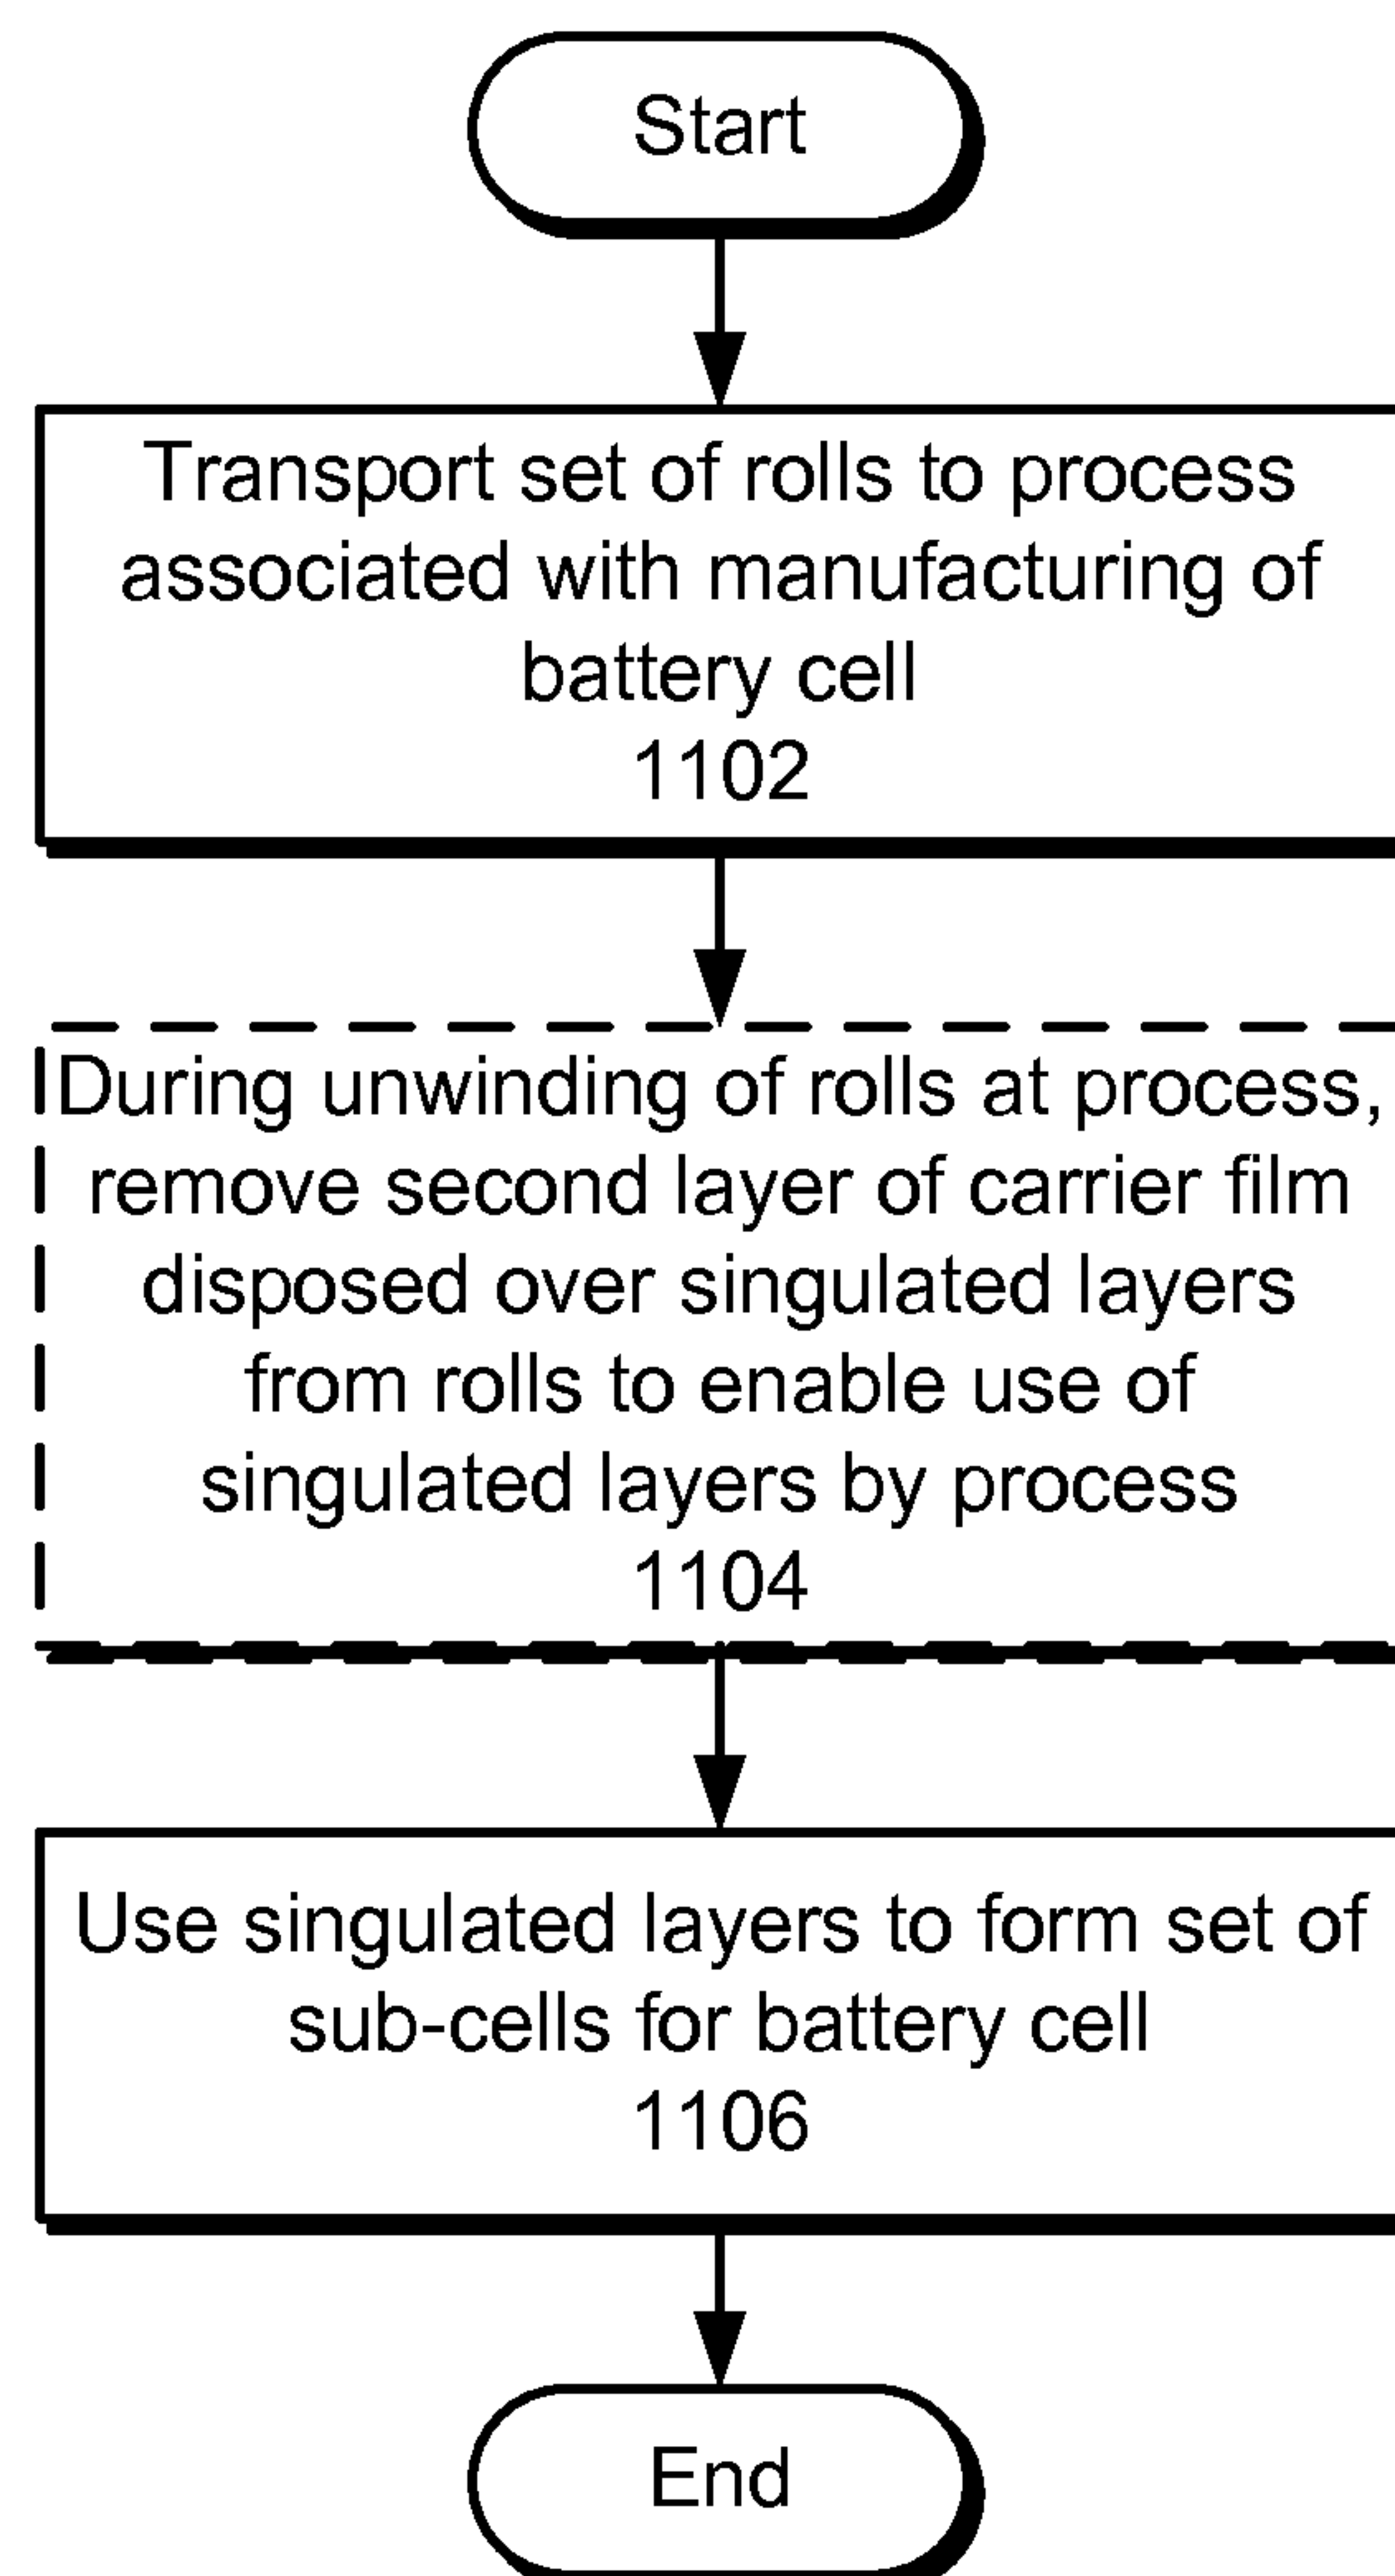 Start
Transport set of rolls to process
associated with manufacturing of
battery cell
1102
During unwinding of rolls at process,
remove second layer of carrier film
disposed over singulated layers
from rolls to enable use of
singulated layers by process
1104
Use singulated layers to form set of
sub-cells for battery cell
1106
End